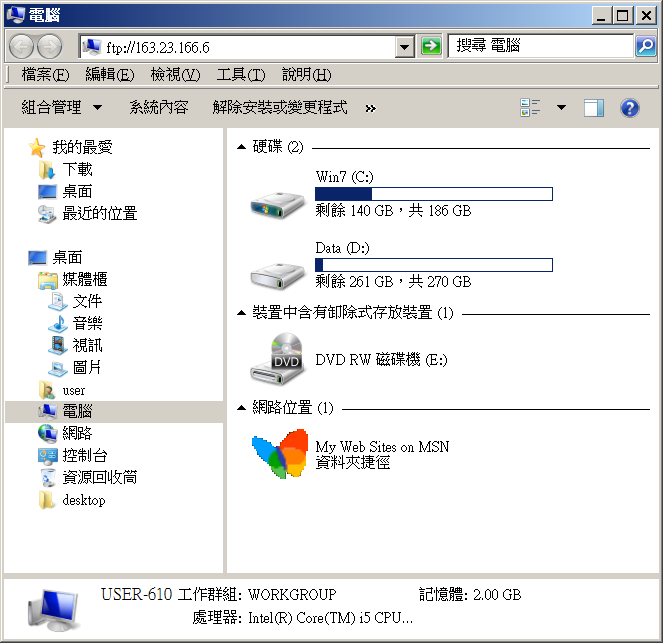 電腦
ftp://163.23.166.6
搜尋 電腦
檔案(F) 編輯(E) 檢視(V) 工具(T) 說明(H)
組合管理 系統內容 解除安裝或變更程式 »
我的最愛
下載
桌面
最近的位置
桌面
媒體櫃
文件
音樂
視訊
圖片
user
電腦
網路
控制台
資源回收筒
desktop
硬碟 (2)
Win7 (C:)
剩餘 140 GB，共 186 GB
Data (D:)
剩餘 261 GB，共 270 GB
裝置中含有卸除式存放裝置 (1)
DVD
DVD RW 磁碟機 (E:)
網路位置 (1)
My Web Sites on MSN
資料夾捷徑
USER-610 工作群組: WORKGROUP 記憶體: 2.00 GB
處理器: Intel(R) Core(TM) i5 CPU...